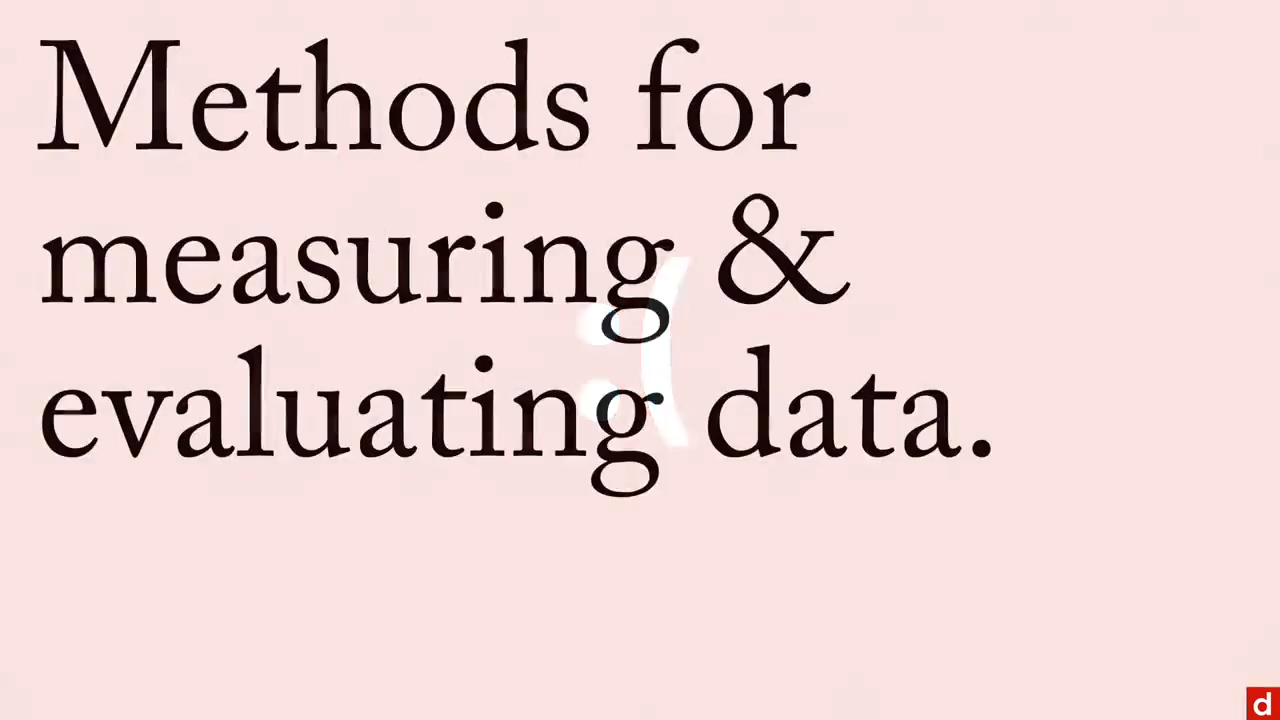 Methods for
measuring &
evaluating data.
:(
d